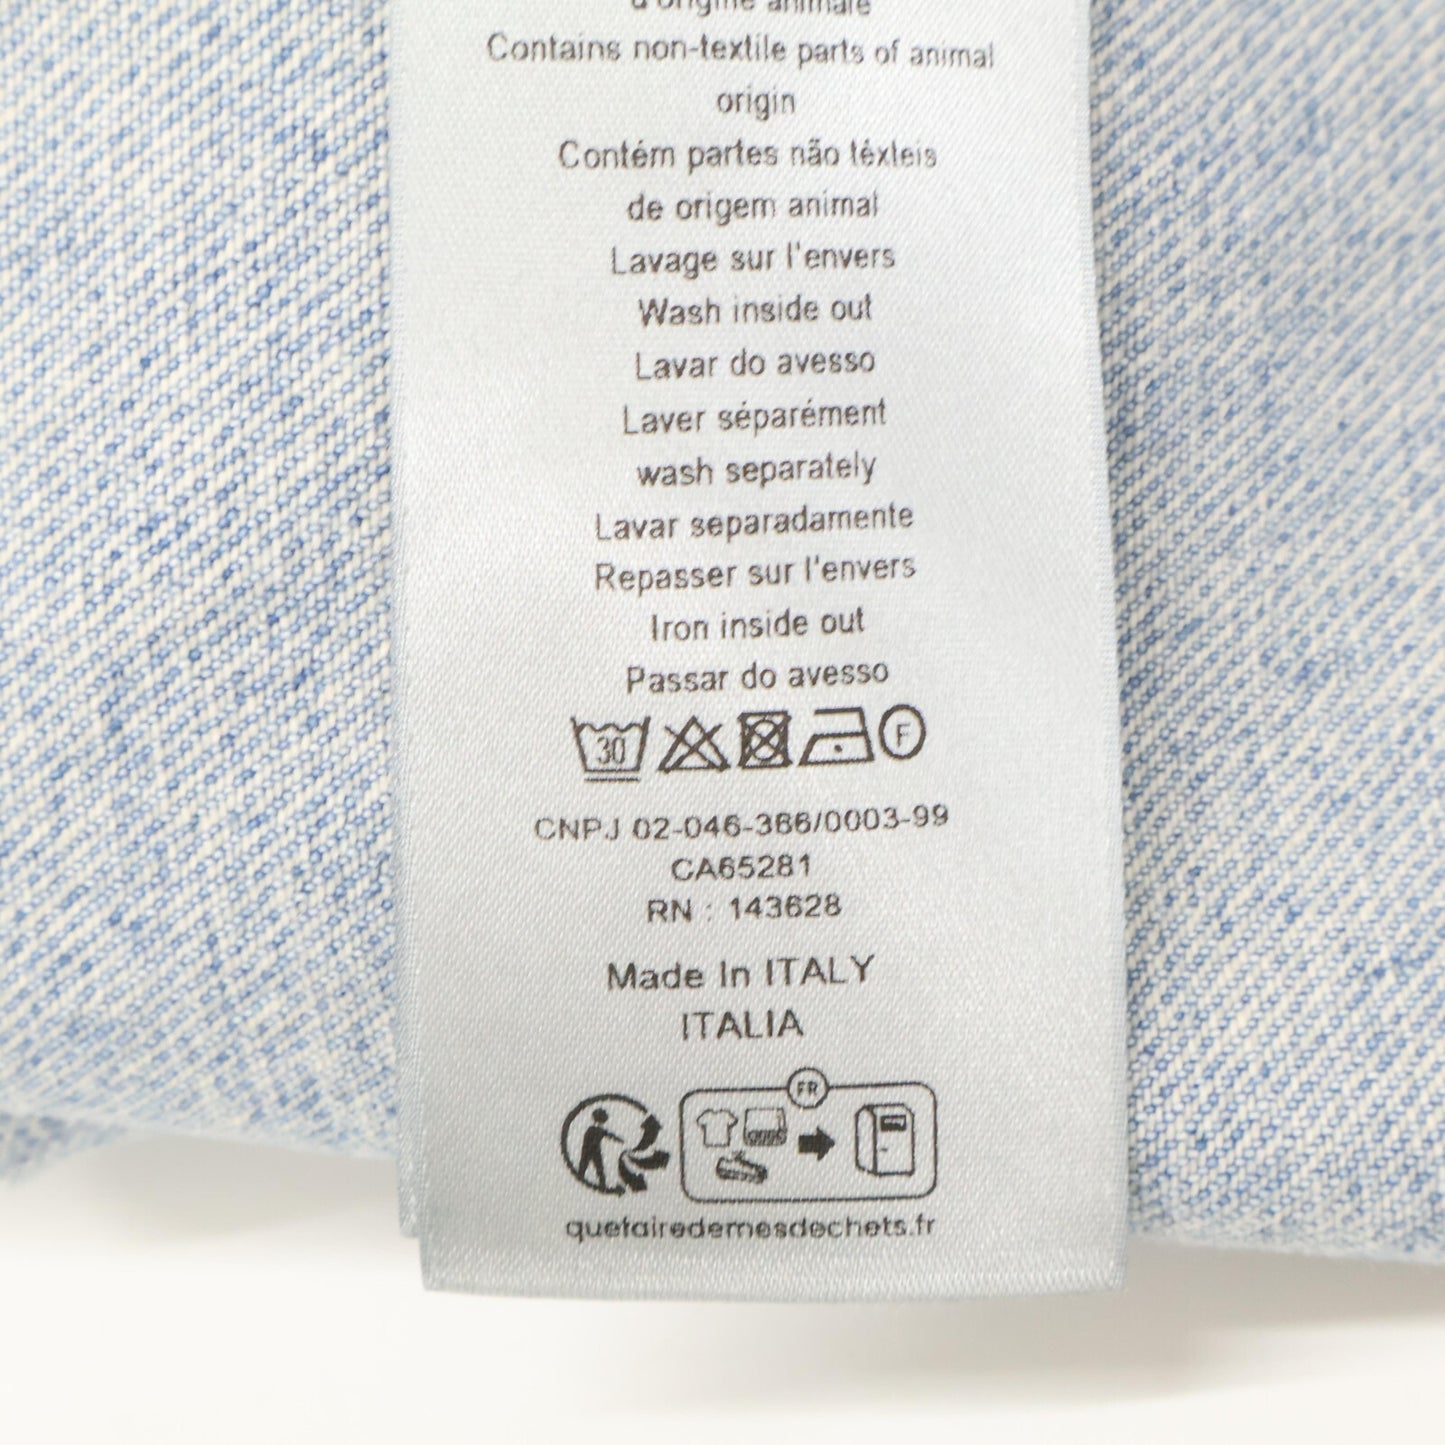 d'origine animale
Contains non-textile parts of animal
origin
Contém partes não têxteis
de origem animal
Lavage sur l'envers
Wash inside out
Lavar do avesso
Laver séparément
wash separately
Lavar separadamente
Repasser sur l'envers
Iron inside out
Passar do avesso
30 F
CNPJ 02-046-366/0003-99
CA65281
RN : 143628
Made In ITALY
ITALIA
FR
quefairedemesdechets.fr